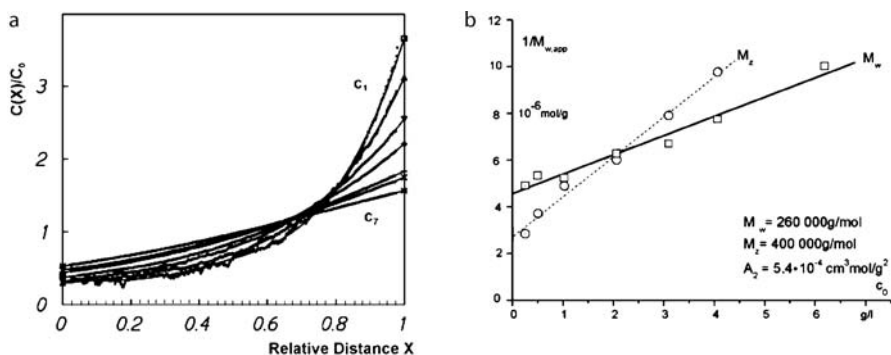 a
C(X)/C₀
3
2
1
0
c₁
c₇
0 0.2 0.4 0.6 0.8 1
Relative Distance X
b
12
10
8
6
4
2
0
1/M_w,app
10⁻⁶mol/g
M_z
M_w
M_w = 260 000g/mol
M_z = 400 000g/mol
A₂ = 5.4•10⁻⁴ cm³mol/g²
c₀
0 1 2 3 4 5 6 g/l